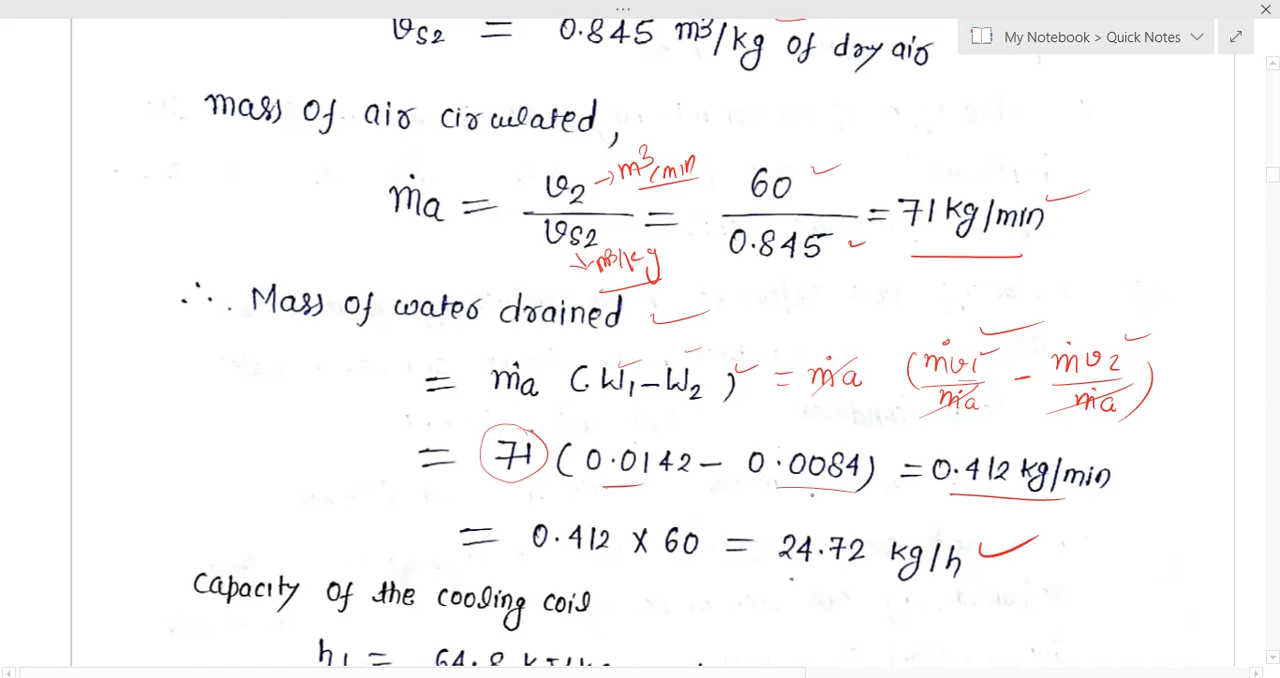 ...
My Notebook > Quick Notes
vs2 = 0.845 m³/kg of dry air
mass of air circulated,
ṁa = v2 → m³/min / vs2 → m³/kg = 60 / 0.845 = 71 kg/min
∴ Mass of water drained
= ṁa (W1 - W2) = ṁa (ṁv1/ṁa - ṁv2/ṁa)
= 71 (0.0142 - 0.0084) = 0.412 kg/min
= 0.412 x 60 = 24.72 kg/h
capacity of the cooling coil
h1 = 64.8